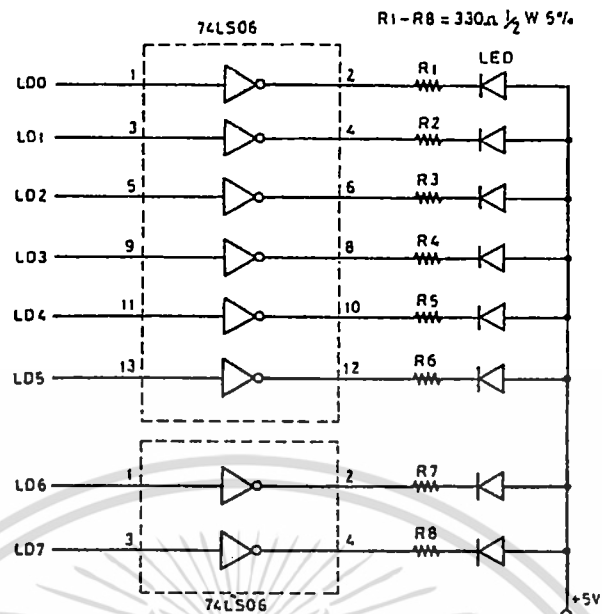 R1-R8 = 330Ω 1/2 W 5%
74LS06
LED
LD0 1 2 R1
LD1 3 4 R2
LD2 5 6 R3
LD3 9 8 R4
LD4 11 10 R5
LD5 13 12 R6
LD6 1 2 R7
LD7 3 4 R8
74LS06
+5V